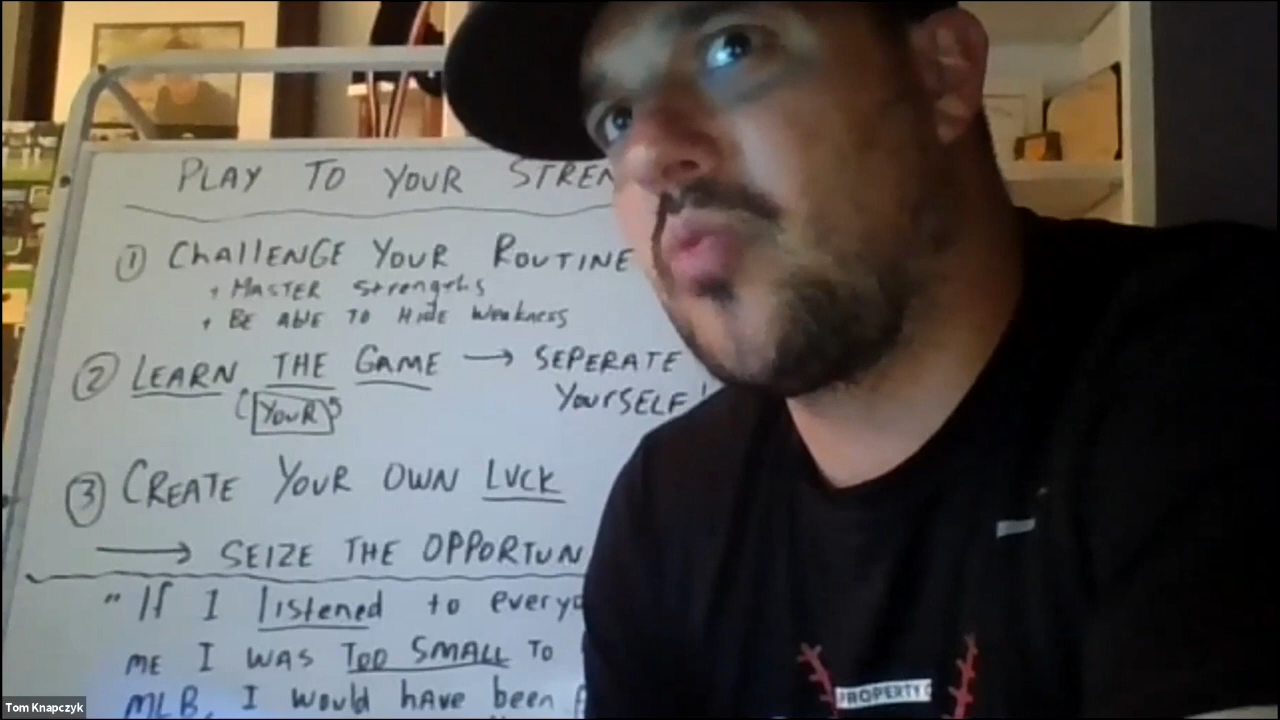 PLAY TO YOUR STREN
① CHALLENGE YOUR ROUTINE
+ MASTER strengths
+ BE ABLE TO HIDE Weakness
② LEARN THE GAME → SEPERATE
(YOUR) YOURSELF!
③ CREATE YOUR OWN LUCK
→ SEIZE THE OPPORTUN
" If I listened to everyo
ME I WAS TOO SMALL TO
MLB, I would have been
PROPERTY O
Tom Knapczyk